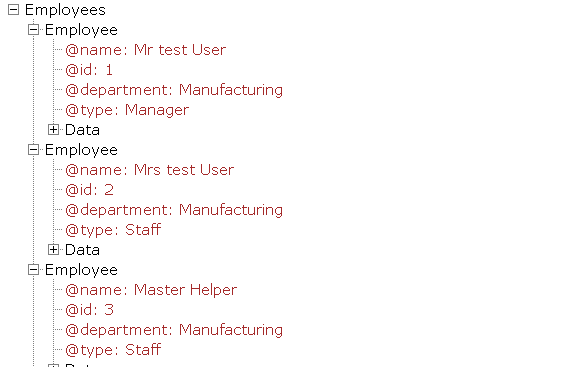 Employees
Employee
@name: Mr test User
@id: 1
@department: Manufacturing
@type: Manager
Data
Employee
@name: Mrs test User
@id: 2
@department: Manufacturing
@type: Staff
Data
Employee
@name: Master Helper
@id: 3
@department: Manufacturing
@type: Staff